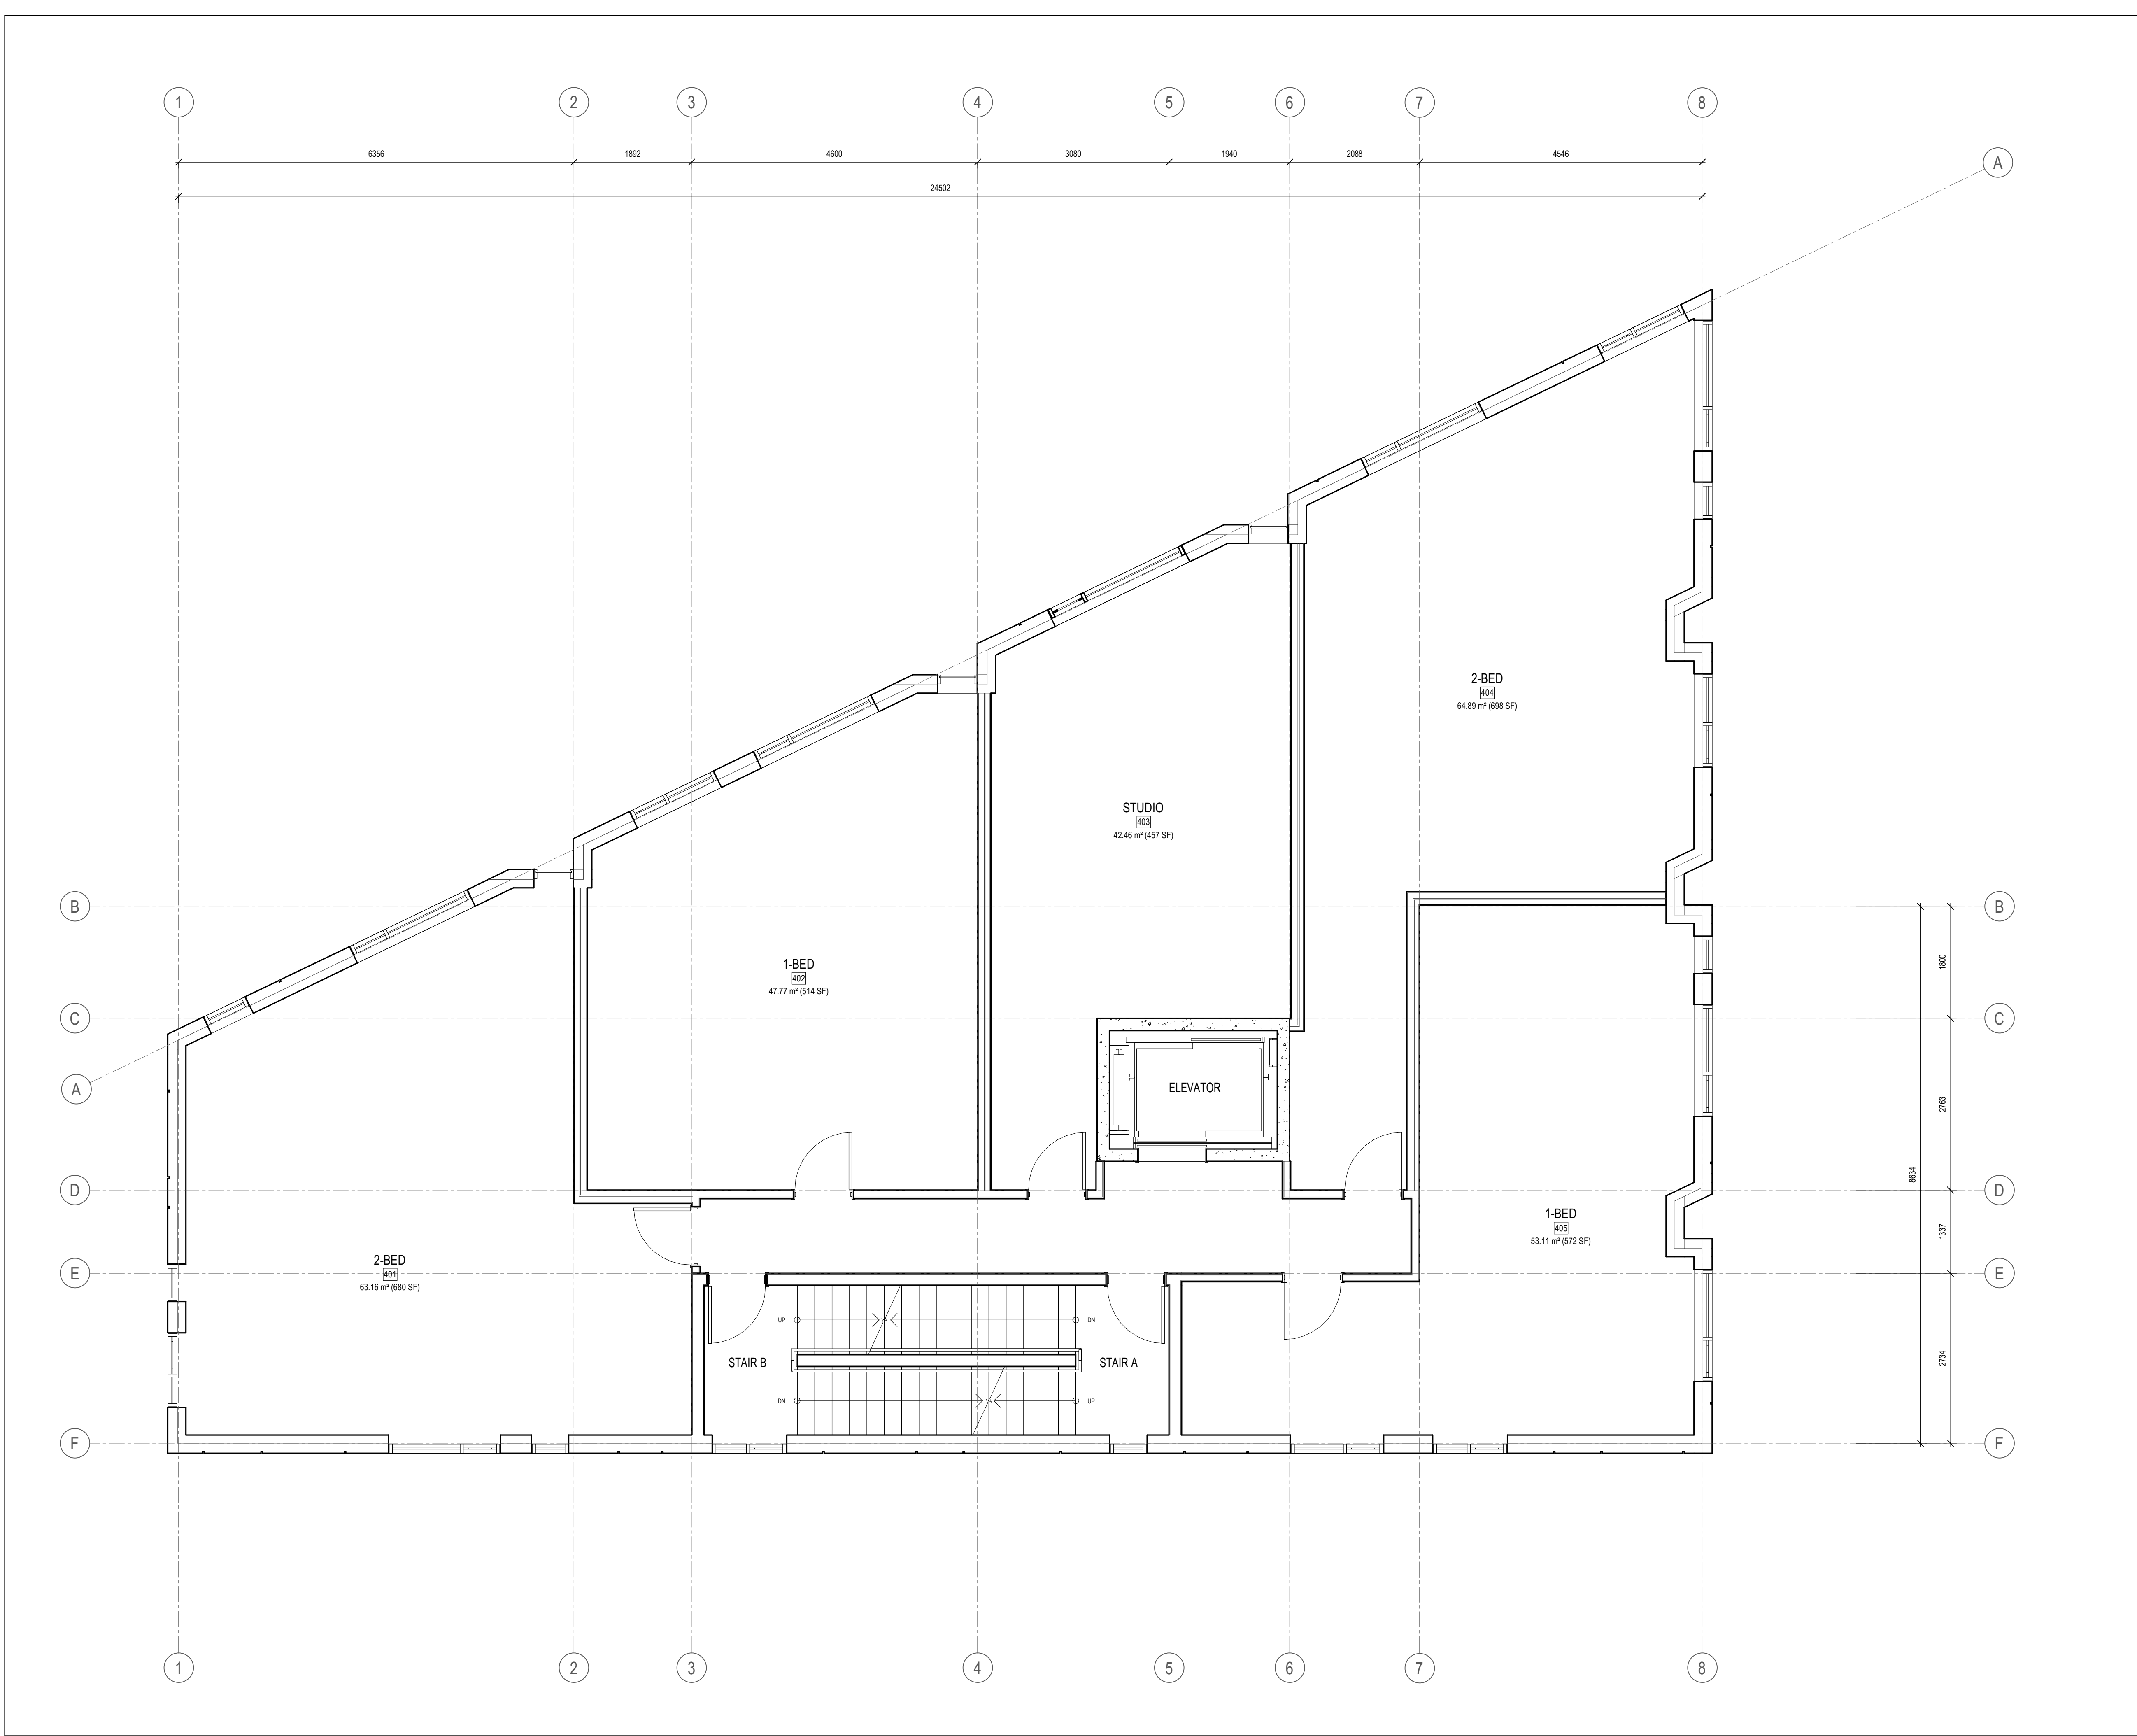 1 2 3 4 5 6 7 8
A
6356 1892 4600 3080 1940 2088 4546
24502
2-BED
404
64.89 m² (698 SF)
STUDIO
403
42.46 m² (457 SF)
B B
1800
1-BED
402
47.77 m² (514 SF)
C C
A
ELEVATOR
2763
8634
D D
1-BED
405
53.11 m² (572 SF)
1337
2-BED
401
63.16 m² (680 SF)
E E
UP DN
STAIR B STAIR A
2734
DN UP
F F
1 2 3 4 5 6 7 8